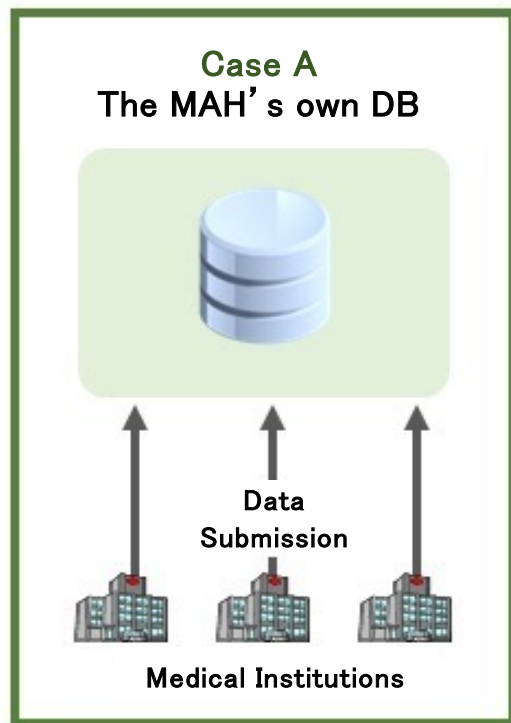 Case A
The MAH’s own DB
Data
Submission
Medical Institutions